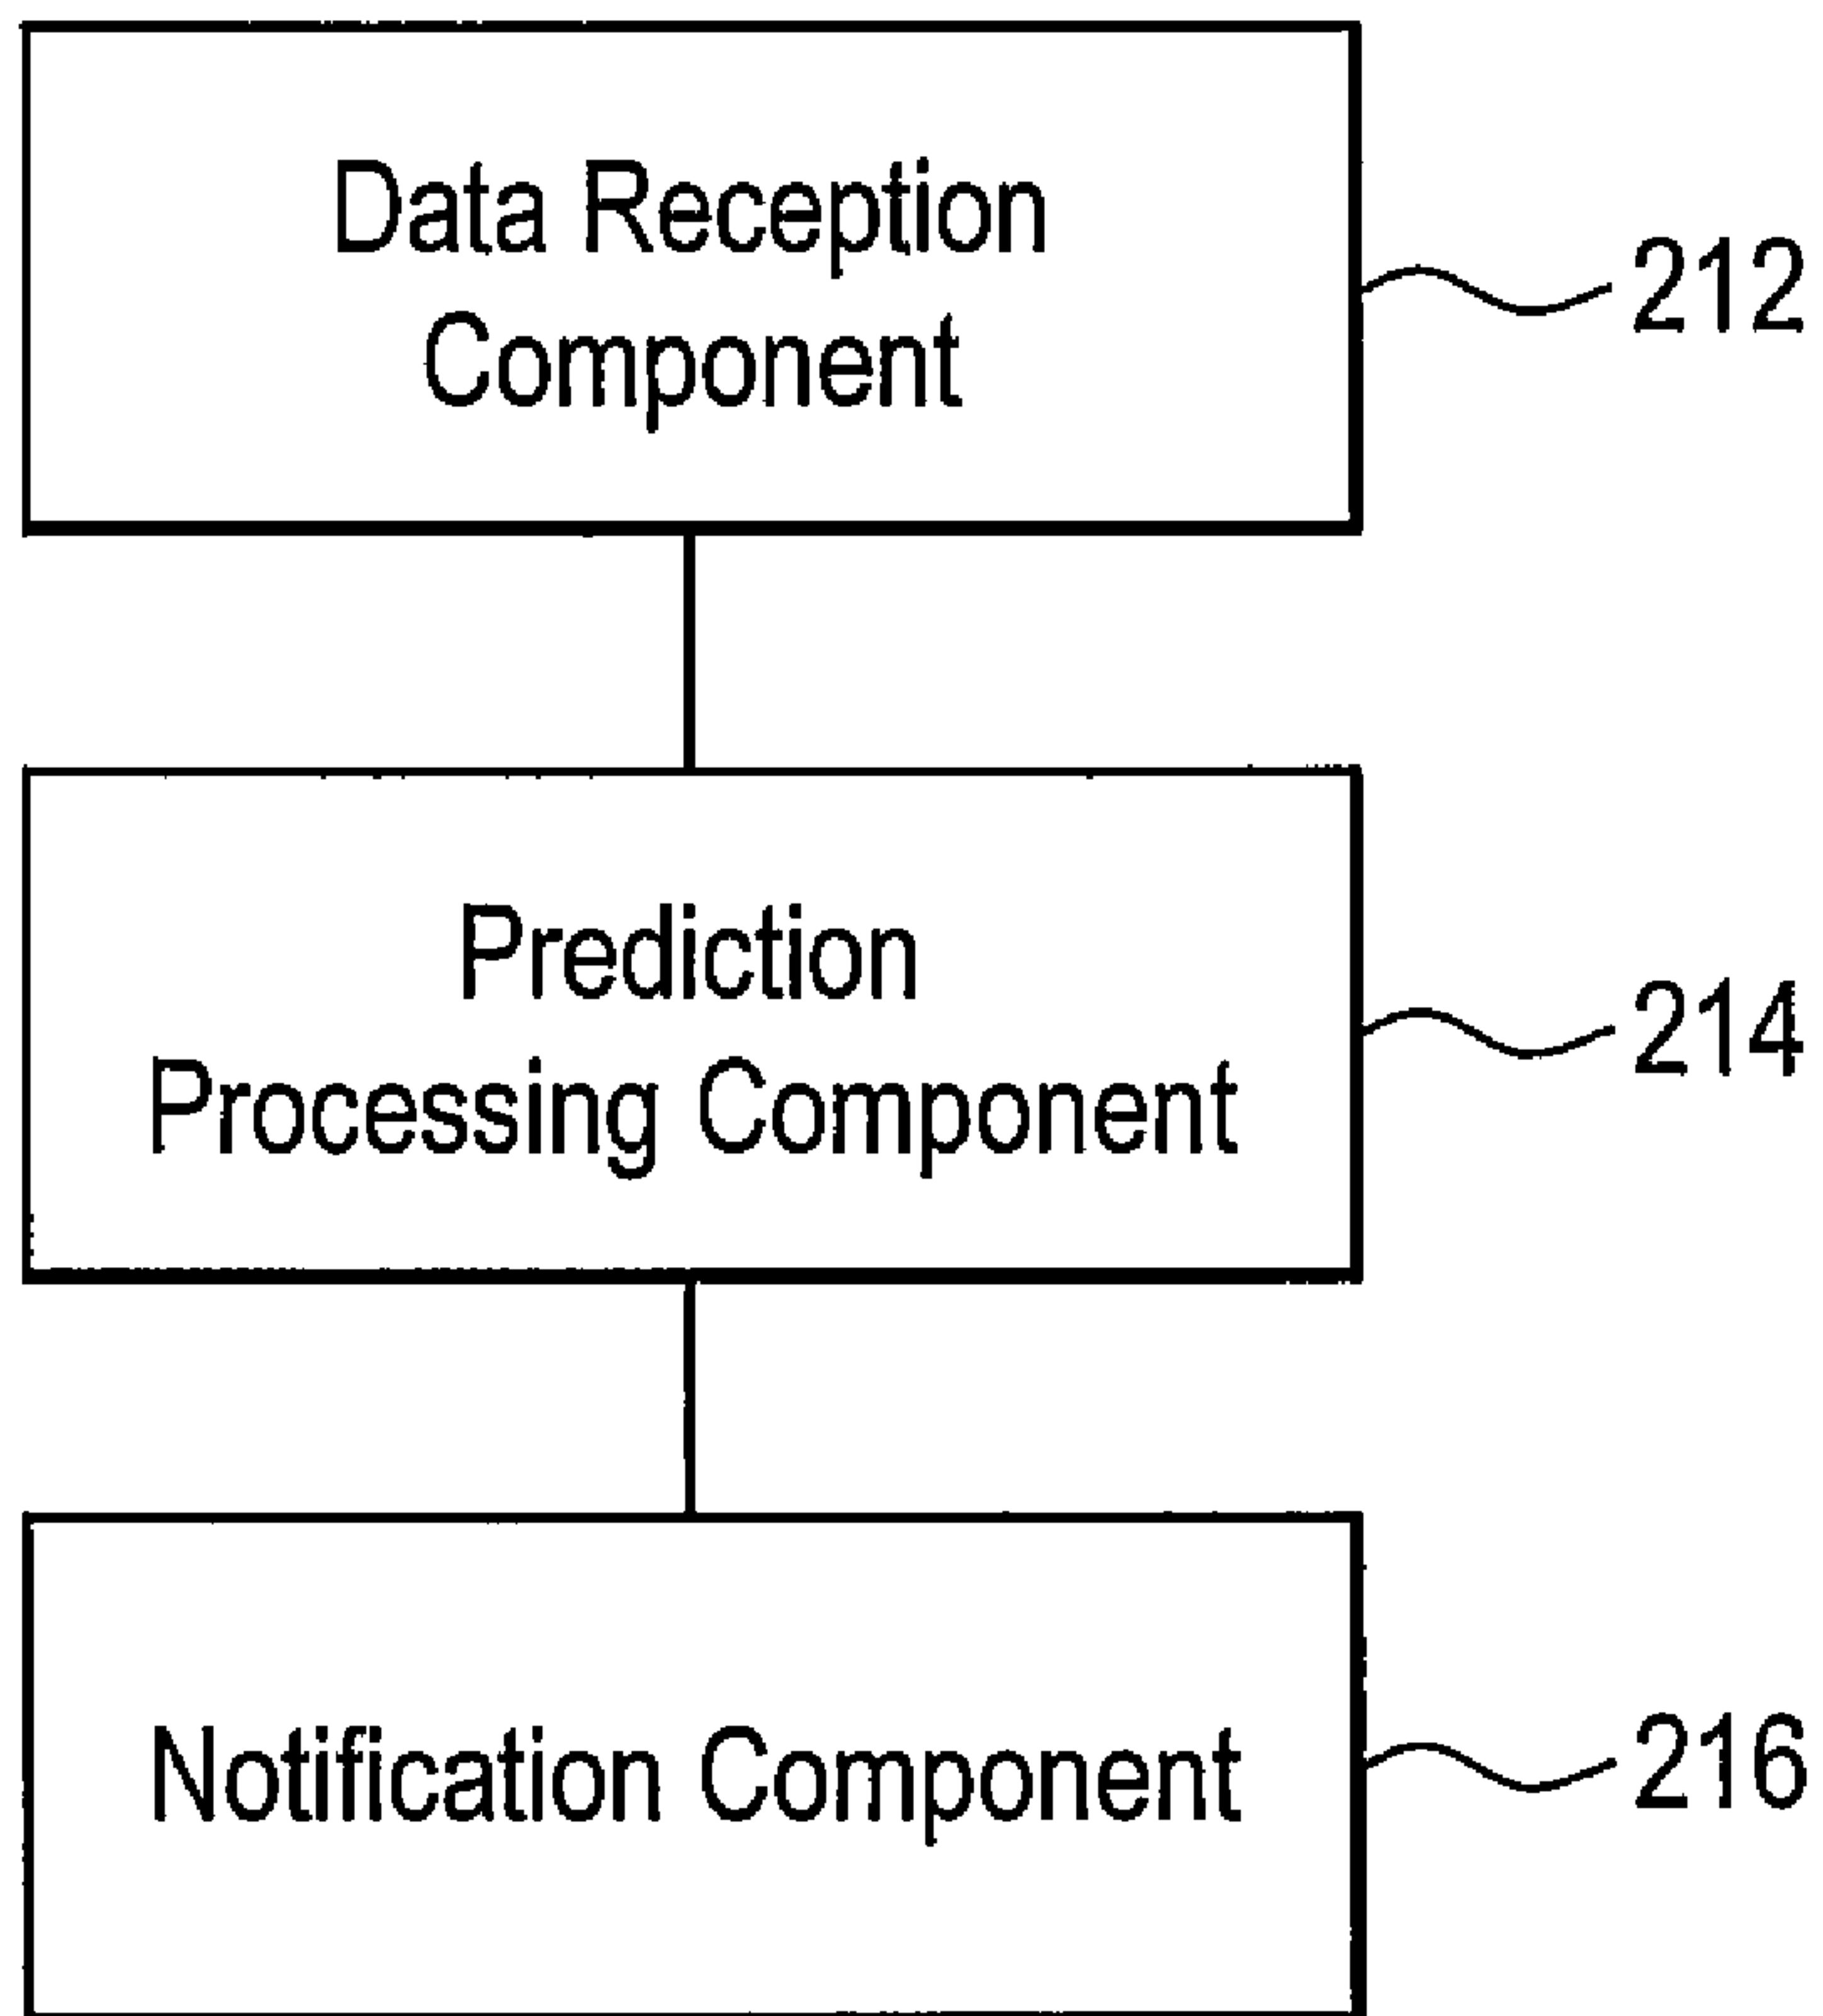 Data Reception
Component
212
Prediction
Processing Component
214
Notification Component
216